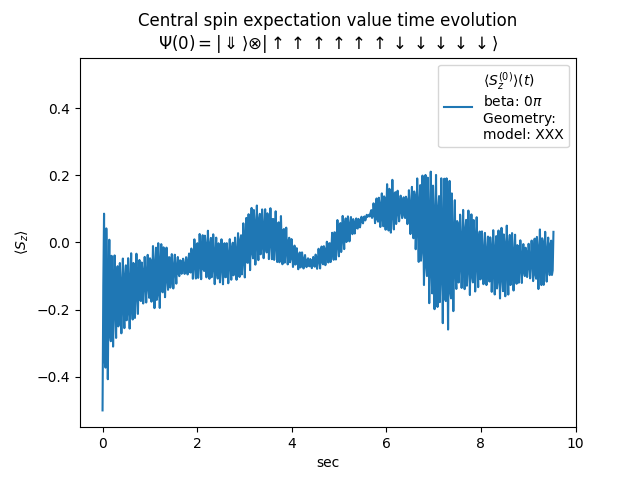 Central spin expectation value time evolution
Ψ(0) = | ⇓ ⟩⊗| ↑ ↑ ↑ ↑ ↑ ↑ ↓ ↓ ↓ ↓ ↓ ⟩
⟨S_z^(0)⟩(t)
beta: 0π
Geometry:
model: XXX
0.4
0.2
0.0
−0.2
−0.4
⟨S_z⟩
0 2 4 6 8 10
sec